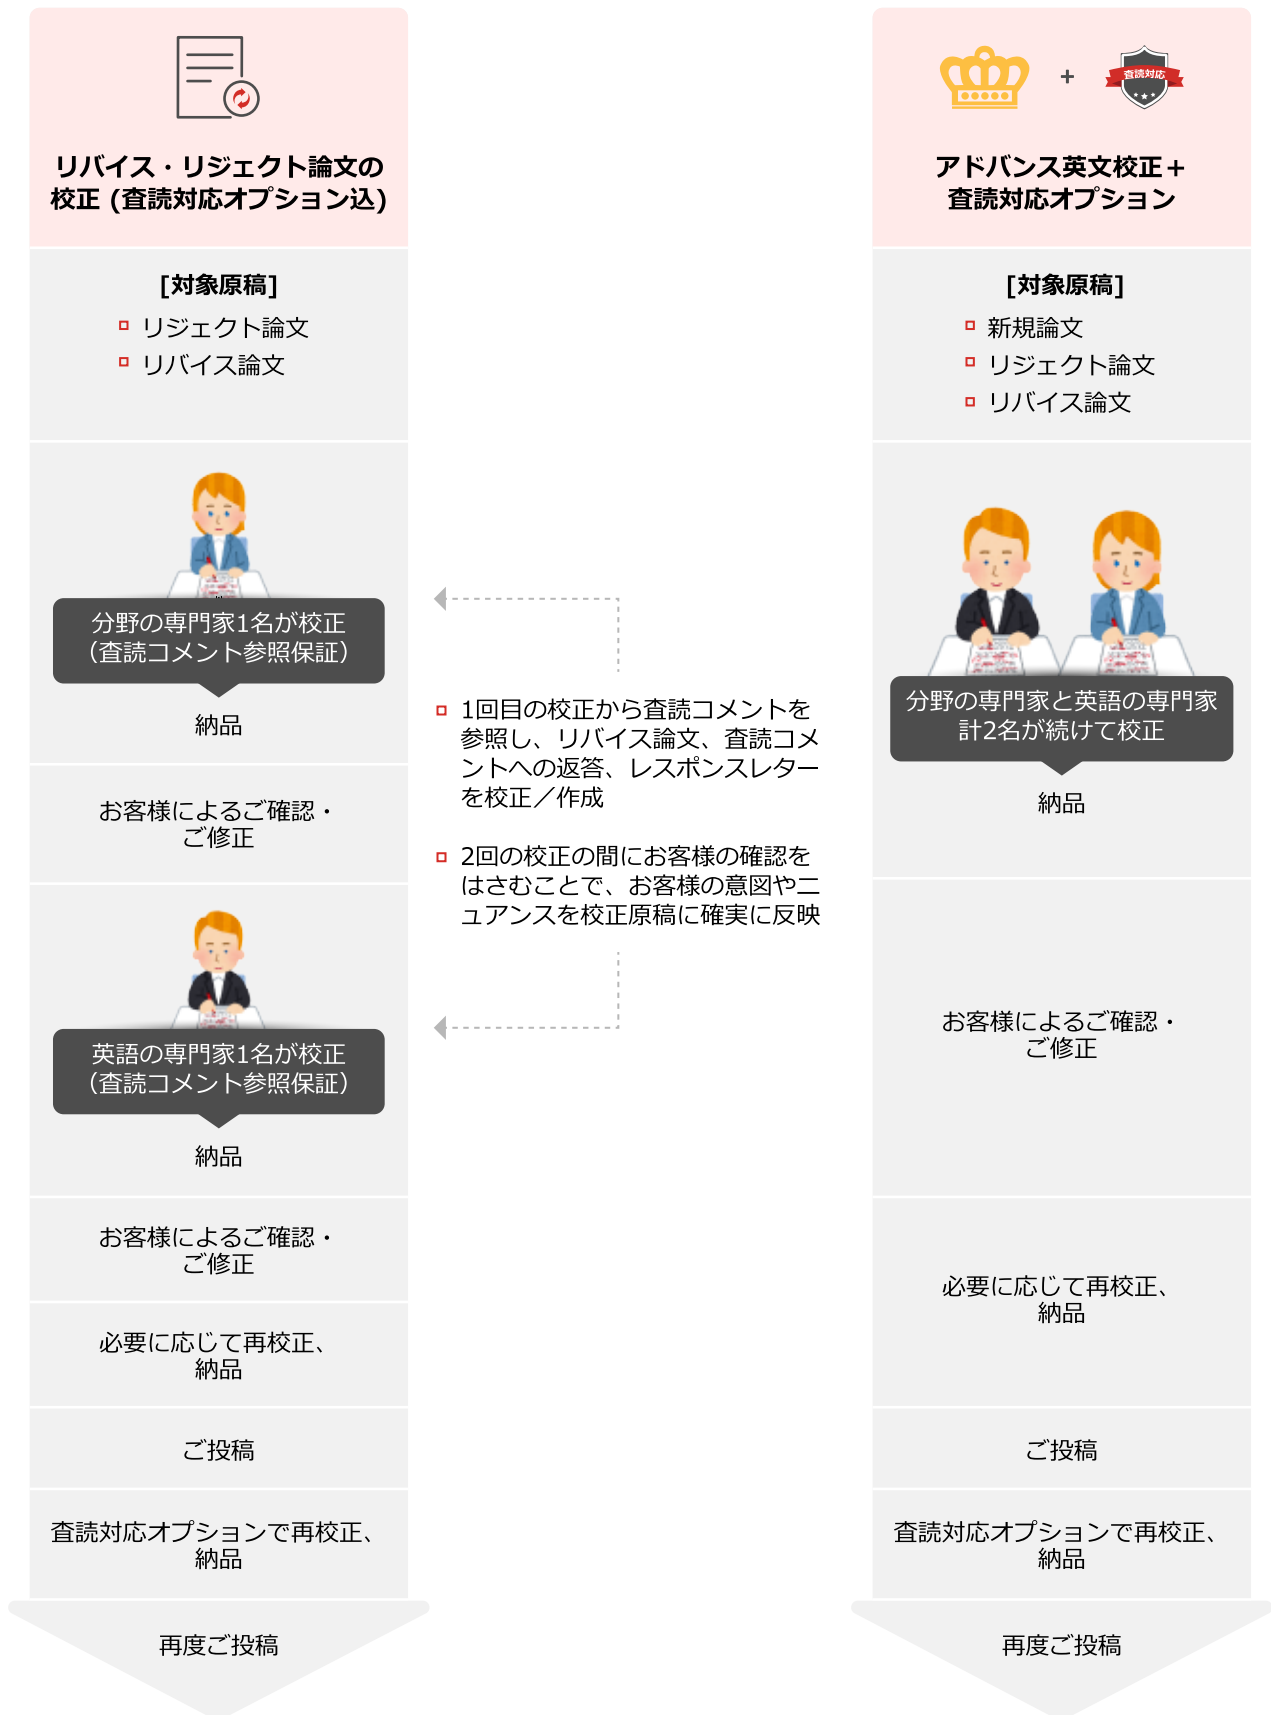 リバイス・リジェクト論文の
校正 (査読対応オプション込)
[対象原稿]
リジェクト論文
リバイス論文
分野の専門家1名が校正
（査読コメント参照保証）
納品
お客様によるご確認・
ご修正
英語の専門家1名が校正
（査読コメント参照保証）
納品
お客様によるご確認・
ご修正
必要に応じて再校正、
納品
ご投稿
査読対応オプションで再校正、
納品
再度ご投稿
1回目の校正から査読コメントを
参照し、リバイス論文、査読コメ
ントへの返答、レスポンスレター
を校正／作成
2回の校正の間にお客様の確認を
はさむことで、お客様の意図やニ
ュアンスを校正原稿に確実に反映
+
査読対応
アドバンス英文校正＋
査読対応オプション
[対象原稿]
新規論文
リジェクト論文
リバイス論文
分野の専門家と英語の専門家
計2名が続けて校正
納品
お客様によるご確認・
ご修正
必要に応じて再校正、
納品
ご投稿
査読対応オプションで再校正、
納品
再度ご投稿